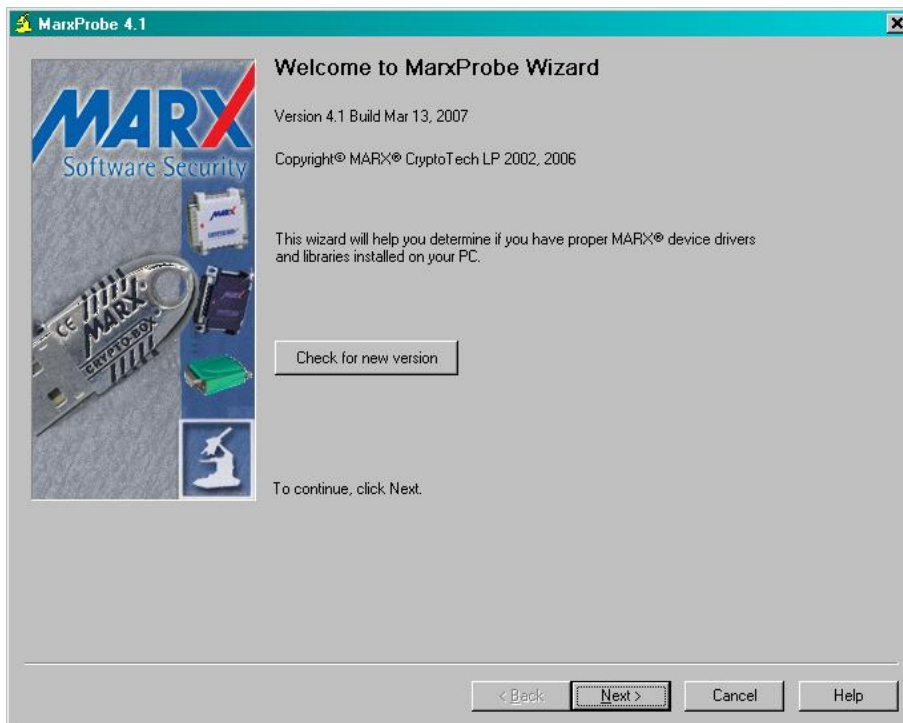 MarxProbe 4.1
MARX
Software Security
MARX
CE
MARX
CRYPTO-BOX
Welcome to MarxProbe Wizard
Version 4.1 Build Mar 13, 2007
Copyright© MARX® CryptoTech LP 2002, 2006
This wizard will help you determine if you have proper MARX® device drivers
and libraries installed on your PC.
Check for new version
To continue, click Next.
< Back
Next >
Cancel
Help